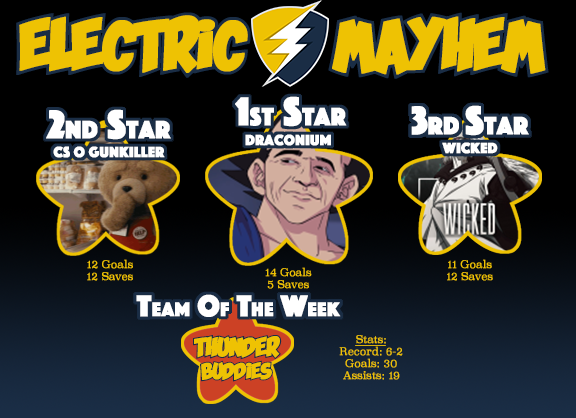 ELECTRIC MAYHEM
2ND STAR
CS O GUNKILLER
12 Goals
12 Saves
1ST STAR
DRACONIUM
14 Goals
5 Saves
3RD STAR
WICKED
WICKED
11 Goals
12 Saves
TEAM OF THE WEEK
THUNDER
BUDDIES
Stats:
Record: 6-2
Goals: 30
Assists: 19